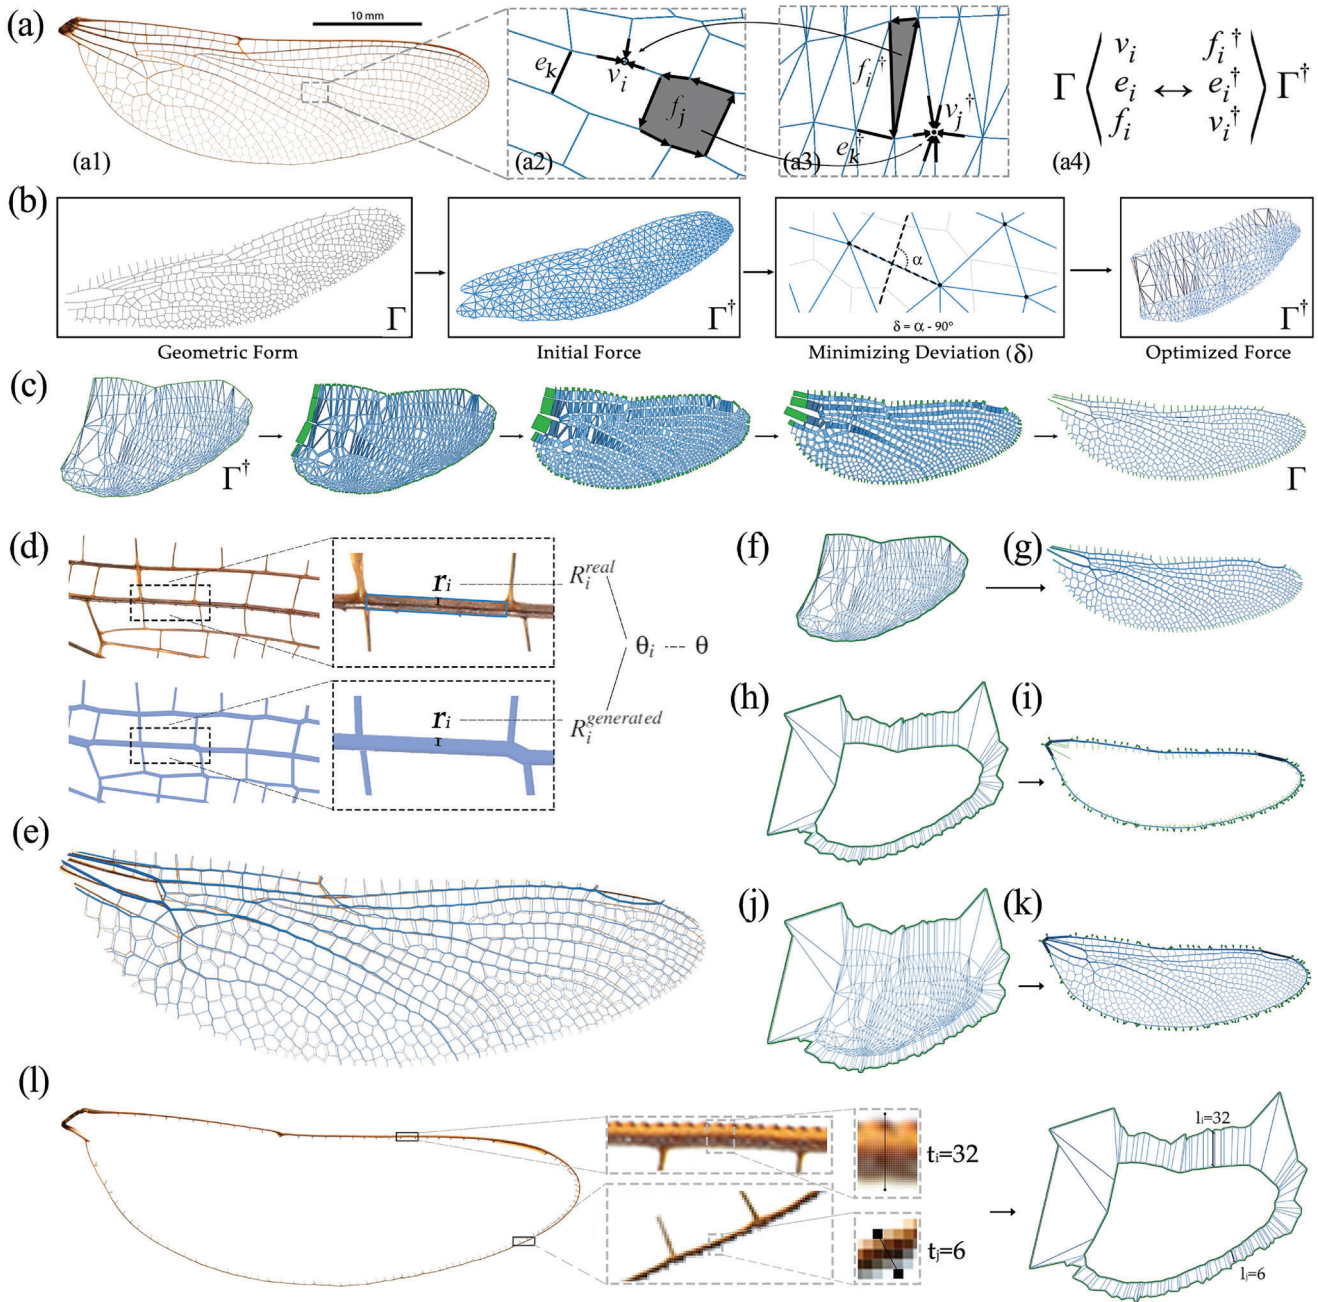 (a)
10 mm
(a1)
e_k
v_i
f_j
(a2)
f_i^†
v_j^†
e_k^†
(a3)
Γ ⟨ v_i f_i^† ⟩ Γ^†
e_i ↔ e_i^†
f_i v_i^†
(a4)
(b)
Γ
Γ^†
α
δ = α - 90°
Γ^†
Geometric Form
Initial Force
Minimizing Deviation (δ)
Optimized Force
(c)
Γ^†
Γ
(d)
r_i
R_i^{real}
θ_i --- θ
r_i
R_i^{generated}
(e)
(f)
(g)
(h)
(i)
(j)
(k)
(l)
t_i=32
t_j=6
l_i=32
l_j=6